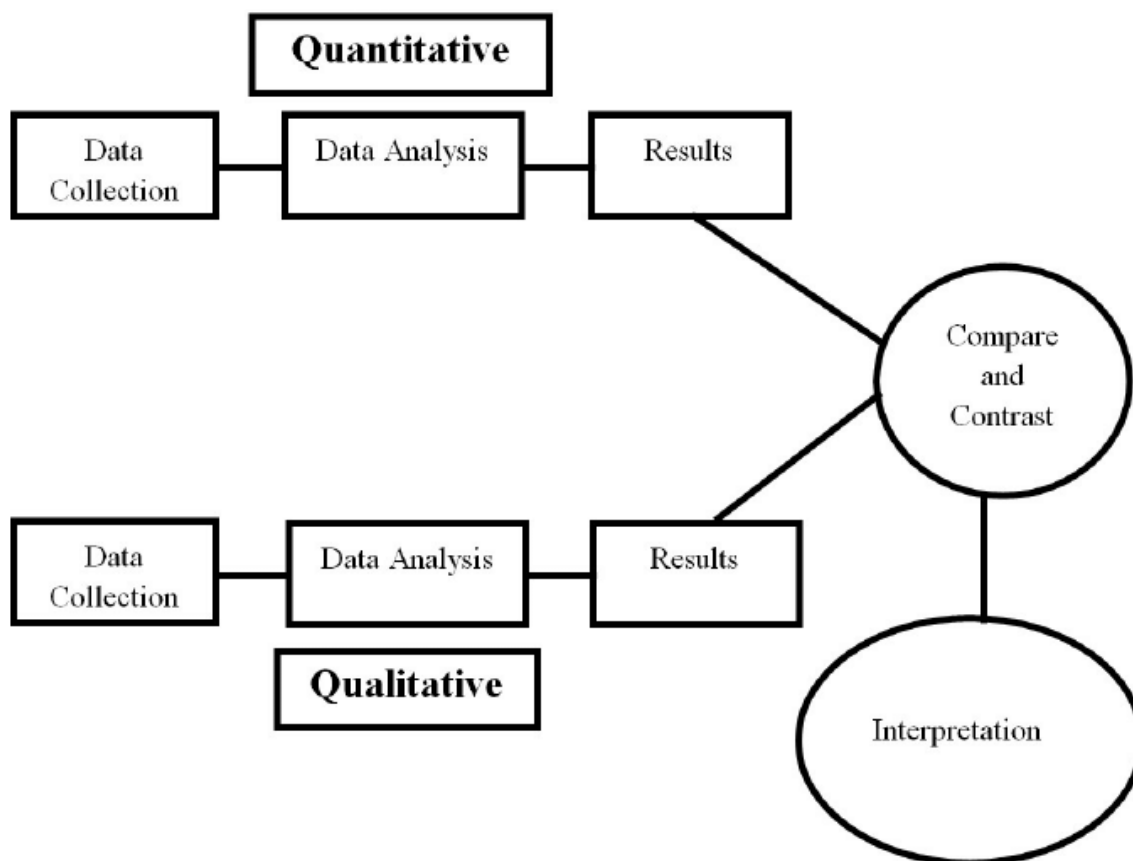 Quantitative
Data
Collection
Data Analysis
Results
Compare
and
Contrast
Data
Collection
Data Analysis
Results
Qualitative
Interpretation